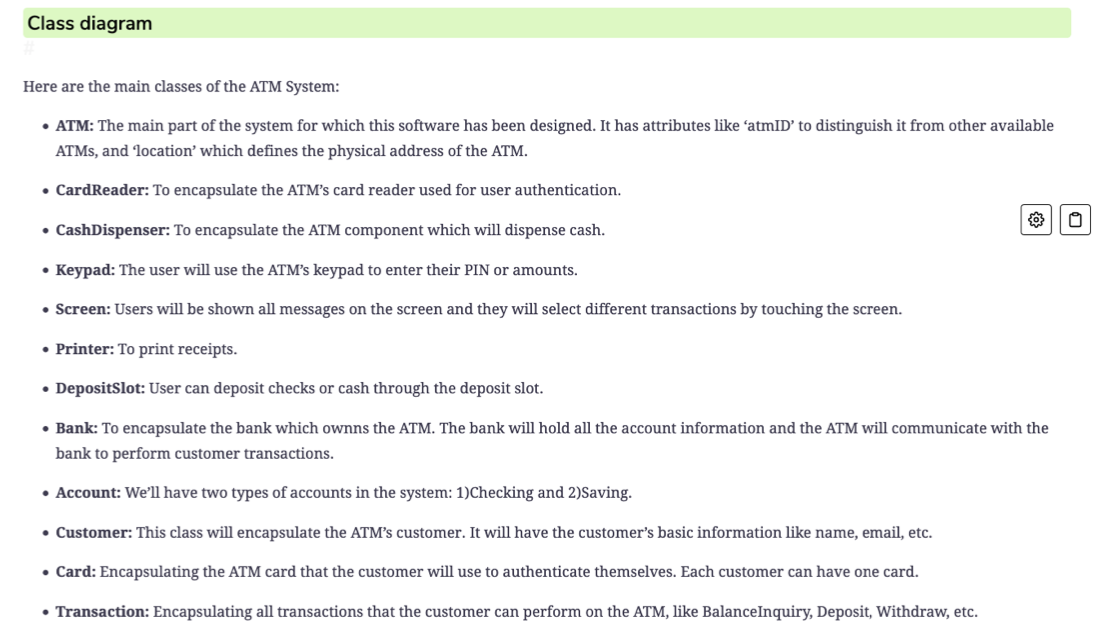 Class diagram
#
Here are the main classes of the ATM System:
• ATM: The main part of the system for which this software has been designed. It has attributes like ‘atmID’ to distinguish it from other available
ATMs, and ‘location’ which defines the physical address of the ATM.
• CardReader: To encapsulate the ATM’s card reader used for user authentication.
• CashDispenser: To encapsulate the ATM component which will dispense cash.
• Keypad: The user will use the ATM’s keypad to enter their PIN or amounts.
• Screen: Users will be shown all messages on the screen and they will select different transactions by touching the screen.
• Printer: To print receipts.
• DepositSlot: User can deposit checks or cash through the deposit slot.
• Bank: To encapsulate the bank which ownns the ATM. The bank will hold all the account information and the ATM will communicate with the
bank to perform customer transactions.
• Account: We’ll have two types of accounts in the system: 1)Checking and 2)Saving.
• Customer: This class will encapsulate the ATM’s customer. It will have the customer’s basic information like name, email, etc.
• Card: Encapsulating the ATM card that the customer will use to authenticate themselves. Each customer can have one card.
• Transaction: Encapsulating all transactions that the customer can perform on the ATM, like BalanceInquiry, Deposit, Withdraw, etc.